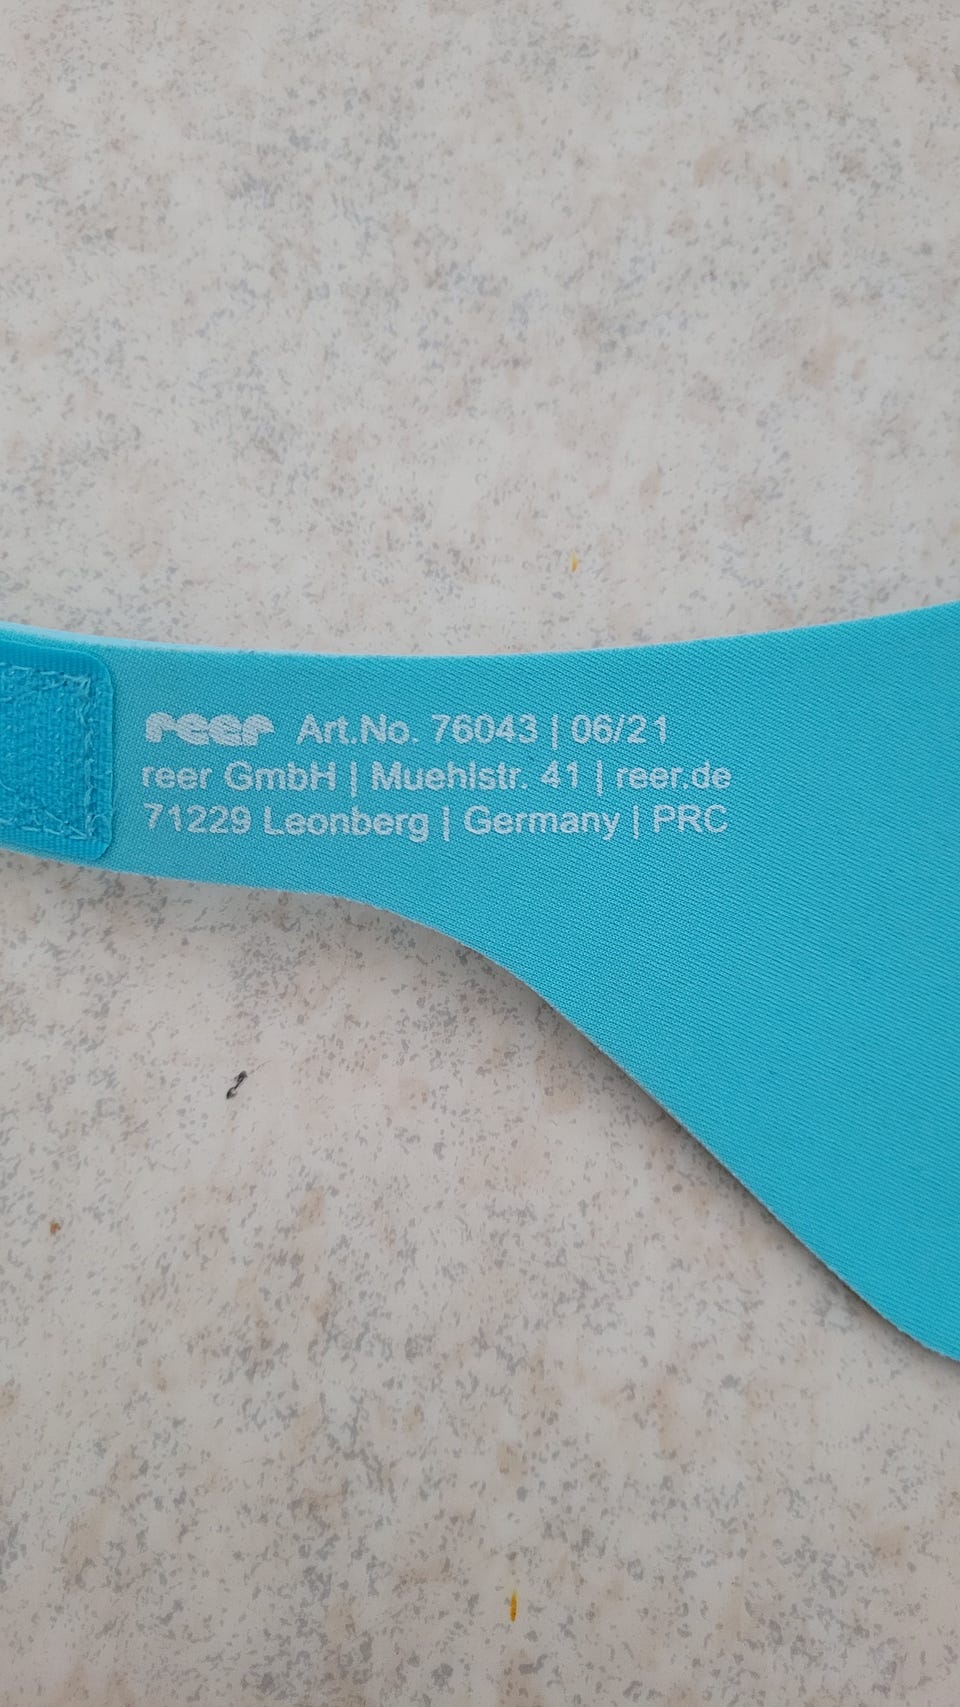 reer Art.No. 76043 | 06/21
reer GmbH | Muehlstr. 41 | reer.de
71229 Leonberg | Germany | PRC